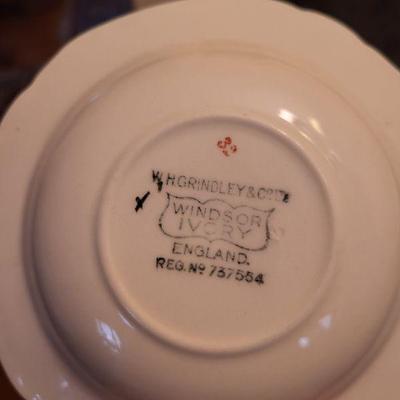 W.H.GRINDLEY & Co LTD
WINDSOR
IVORY
ENGLAND.
REG. No 737554